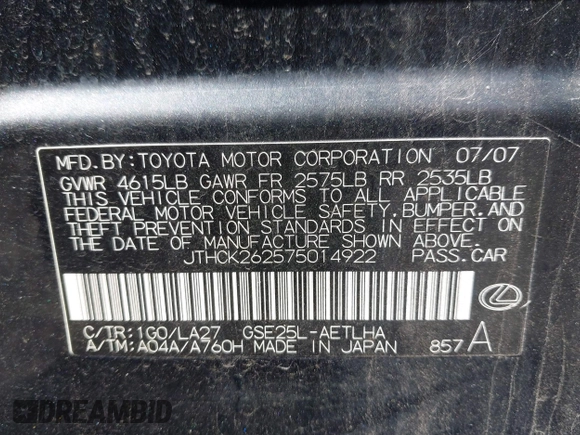 MFD.BY:TOYOTA MOTOR CORPORATION 07/07
GVWR 4615LB GAWR FR 2575LB RR 2535LB
THIS VEHICLE CONFORMS TO ALL APPLICABLE
FEDERAL MOTOR VEHICLE SAFETY,BUMPER,AND
THEFT PREVENTION STANDARDS IN EFFECT ON
THE DATE OF MANUFACTURE SHOWN ABOVE.
JTHCK262575014922 PASS.CAR
C/TR:1G0/LA27 GSE25L-AETLHA
A/TM:A04A/A760H MADE IN JAPAN 857 A
DREAMBID